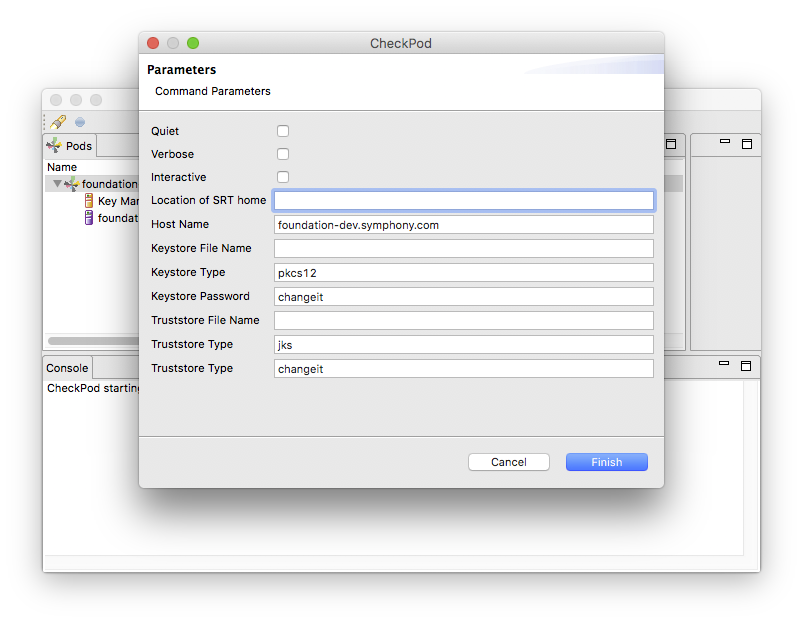 CheckPod
Parameters
Command Parameters
Quiet
Verbose
Interactive
Location of SRT home
Host Name foundation-dev.symphony.com
Keystore File Name
Keystore Type pkcs12
Keystore Password changeit
Truststore File Name
Truststore Type jks
Truststore Type changeit
Cancel Finish
Pods
Name
foundation
Key Mar
foundat
Console
CheckPod starting